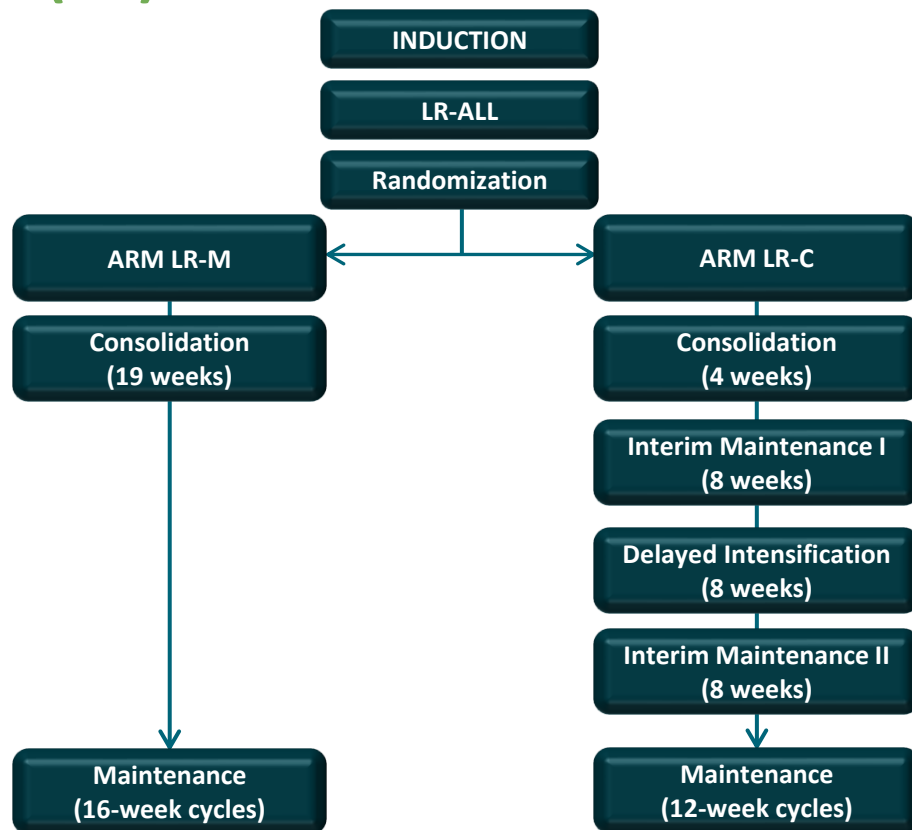 INDUCTION
LR-ALL
Randomization
ARM LR-M
Consolidation
(19 weeks)
Maintenance
(16-week cycles)
ARM LR-C
Consolidation
(4 weeks)
Interim Maintenance I
(8 weeks)
Delayed Intensification
(8 weeks)
Interim Maintenance II
(8 weeks)
Maintenance
(12-week cycles)